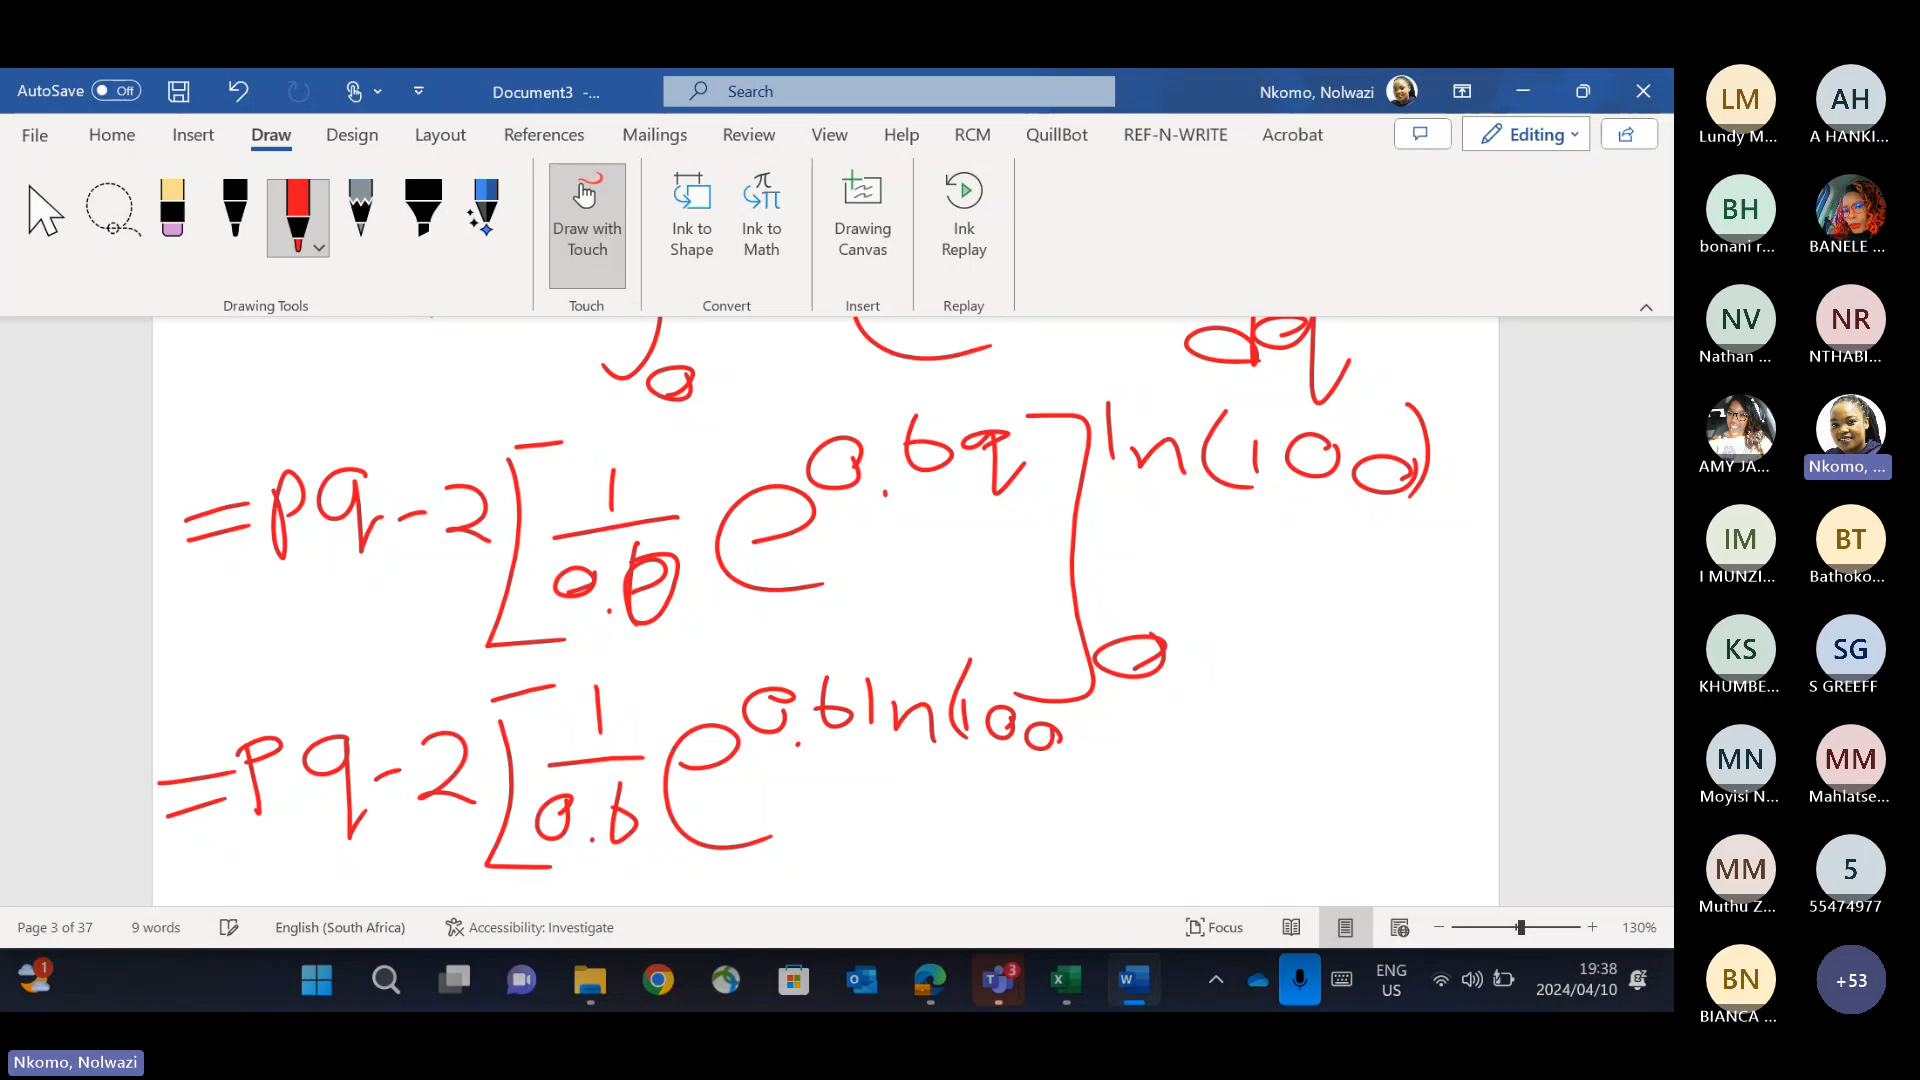 AutoSave Off Document3 -... Search Nkomo, Nolwazi
File Home Insert Draw Design Layout References Mailings Review View Help RCM QuillBot REF-N-WRITE Acrobat Editing
Draw with Touch
Ink to Shape
Ink to Math
Drawing Canvas
Ink Replay
Drawing Tools Touch Convert Insert Replay
0 e dq
= pq - 2 [ 1/0.6 e^0.6q ] ln(100) 0
= pq - 2 [ 1/0.6 e^0.6ln(100
Page 3 of 37 9 words English (South Africa) Accessibility: Investigate Focus 130%
1 3 ENG US 19:38 2024/04/10
Nkomo, Nolwazi
LM Lundy M... AH A HANKI...
BH bonani r... BANELE ...
NV Nathan ... NR NTHABI...
AMY JA... Nkomo, ...
IM I MUNZI... BT Bathoko...
KS KHUMBE... SG S GREEFF
MN Moyisi N... MM Mahlatse...
MM Muthu Z... 5 55474977
BN BIANCA ... +53